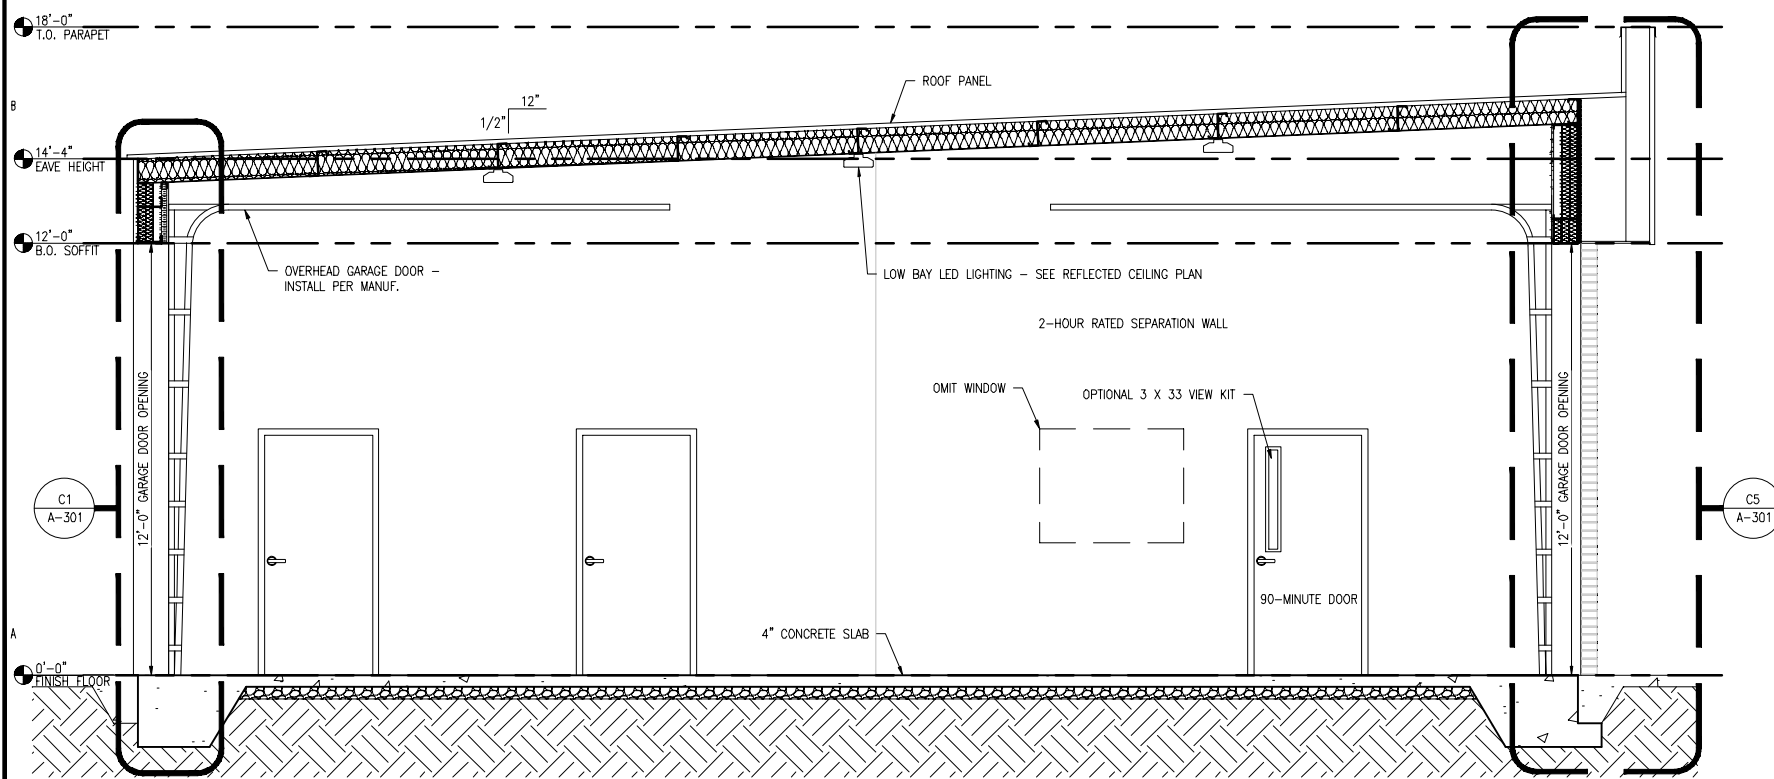 18'-0"
T.O. PARAPET
ROOF PANEL
12"
1/2"
B
14'-4"
EAVE HEIGHT
12'-0"
B.O. SOFFIT
OVERHEAD GARAGE DOOR -
INSTALL PER MANUF.
LOW BAY LED LIGHTING - SEE REFLECTED CEILING PLAN
2-HOUR RATED SEPARATION WALL
OMIT WINDOW
OPTIONAL 3 X 33 VIEW KIT
12'-0" GARAGE DOOR OPENING
12'-0" GARAGE DOOR OPENING
C1
A-301
C5
A-301
90-MINUTE DOOR
4" CONCRETE SLAB
A
0'-0"
FINISH FLOOR